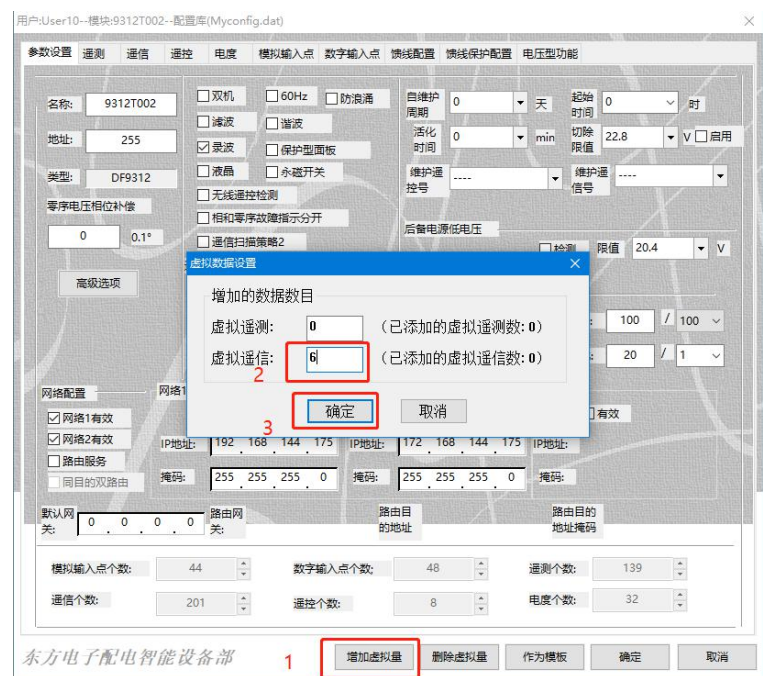 用户:User10--模块:9312T002--配置库(Myconfig.dat)
参数设置 遥测 遥信 遥控 电度 模拟输入点 数字输入点 馈线配置 馈线保护配置 电压型功能
名称: 9312T002
地址: 255
类型: DF9312
零序电压相位补偿
0 0.1°
高级选项
双机 60Hz 防浪涌
滤波 谐波
录波 保护型面板
液晶 永磁开关
无线遥控检测
相和零序故障指示分开
遥信扫描策略2
自维护周期 0 天 起始时间 0 时
活化时间 0 min 切除限值 22.8 V 启用
维护遥控号 ---- 维护遥信号 ----
后备电源低电压
检测 限值 20.4 V
100 / 100
20 / 1
虚拟数据设置
增加的数据数目
虚拟遥测: 0 (已添加的虚拟遥测数:0)
虚拟遥信: 6 (已添加的虚拟遥信数:0)
2
确定 取消
3
网络配置 网络1
网络1有效
网络2有效
路由服务
同目的双路由
有效
IP地址: 192 . 168 . 144 . 175 IP地址: 172 . 168 . 144 . 175 IP地址:
掩码: 255 . 255 . 255 . 0 掩码: 255 . 255 . 255 . 0 掩码:
默认网关: 0 . 0 . 0 . 0 路由网关: 路由目的地址 路由目的地址掩码
模拟输入点个数: 44 数字输入点个数; 48 遥测个数: 139
遥信个数: 201 遥控个数: 8 电度个数: 32
东方电子配电智能设备部 1 增加虚拟量 删除虚拟量 作为模板 确定 取消